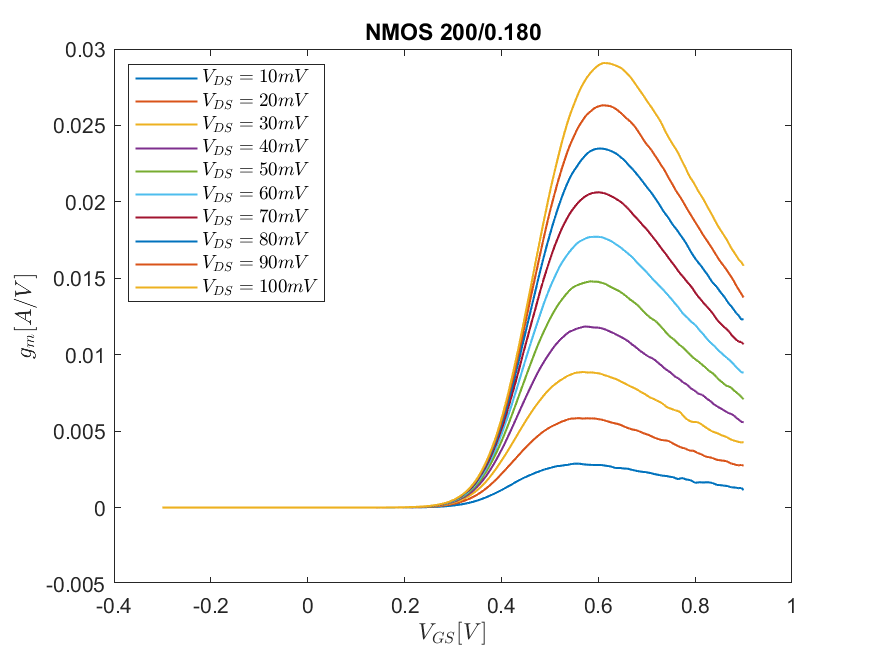 NMOS 200/0.180
0.03
0.025
0.02
0.015
0.01
0.005
0
-0.005
g_m[A/V]
V_DS = 10mV
V_DS = 20mV
V_DS = 30mV
V_DS = 40mV
V_DS = 50mV
V_DS = 60mV
V_DS = 70mV
V_DS = 80mV
V_DS = 90mV
V_DS = 100mV
-0.4 -0.2 0 0.2 0.4 0.6 0.8 1
V_GS[V]